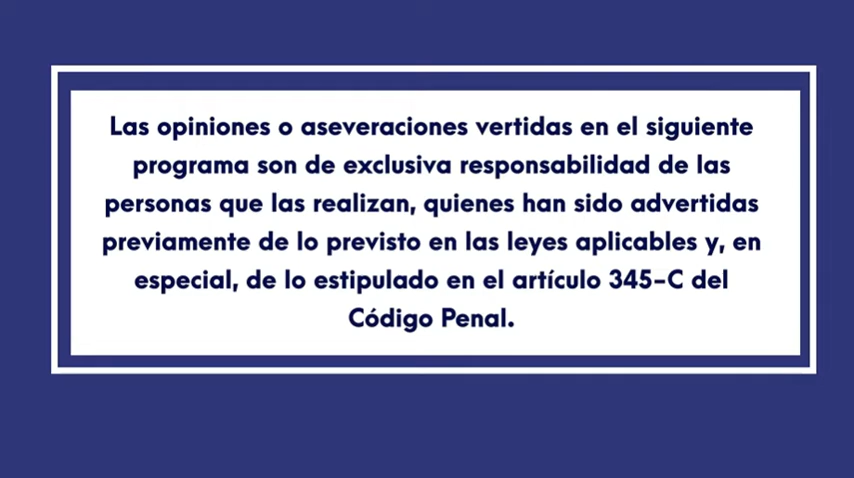 Las opiniones o aseveraciones vertidas en el siguiente
programa son de exclusiva responsabilidad de las
personas que las realizan, quienes han sido advertidas
previamente de lo previsto en las leyes aplicables y, en
especial, de lo estipulado en el artículo 345-C del
Código Penal.